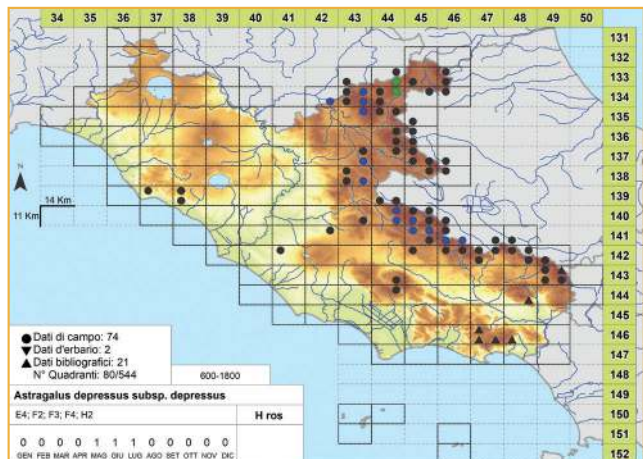 34 35 36 37 38 39 40 41 42 43 44 45 46 47 48 49 50
131
132
133
134
135
136
137
138
139
140
141
142
143
144
145
146
147
150
151
152
N
14 Km
11 Km
● Dati di campo: 74
▼ Dati d'erbario: 2
▲ Dati bibliografici: 21
N° Quadranti: 80/544
600-1800
Astragalus depressus subsp. depressus
E4; F2; F3; F4; H2
H ros
0 0 0 0 1 1 1 0 0 0 0 0
GEN FEB MAR APR MAG GIU LUG AGO SET OTT NOV DIC